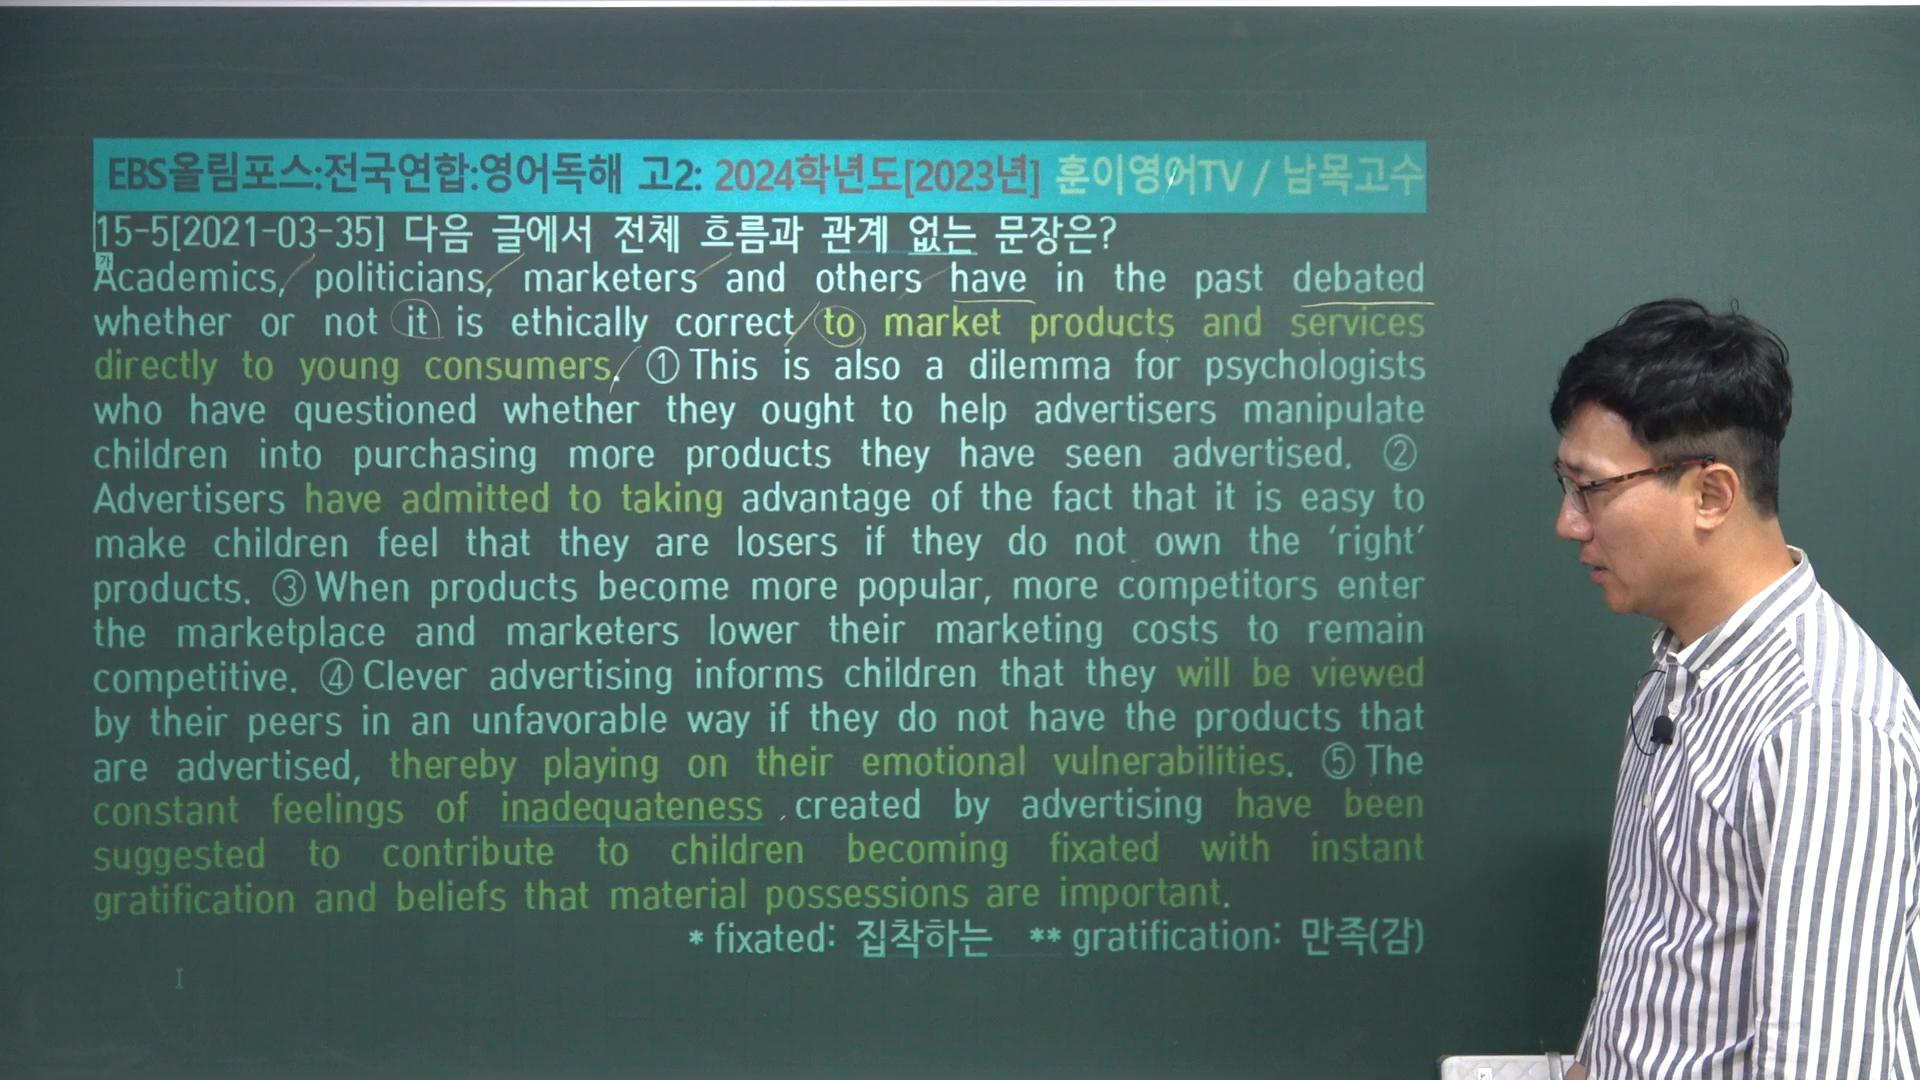 EBS올림포스:전국연합:영어독해 고2: 2024학년도[2023년] 훈이영어TV / 남목고수
15-5[2021-03-35] 다음 글에서 전체 흐름과 관계 없는 문장은?
가
Academics, politicians, marketers and others have in the past debated
whether or not it is ethically correct to market products and services
directly to young consumers. ① This is also a dilemma for psychologists
who have questioned whether they ought to help advertisers manipulate
children into purchasing more products they have seen advertised. ②
Advertisers have admitted to taking advantage of the fact that it is easy to
make children feel that they are losers if they do not own the ‘right’
products. ③ When products become more popular, more competitors enter
the marketplace and marketers lower their marketing costs to remain
competitive. ④ Clever advertising informs children that they will be viewed
by their peers in an unfavorable way if they do not have the products that
are advertised, thereby playing on their emotional vulnerabilities. ⑤ The
constant feelings of inadequateness created by advertising have been
suggested to contribute to children becoming fixated with instant
gratification and beliefs that material possessions are important.
* fixated: 집착하는 ** gratification: 만족(감)